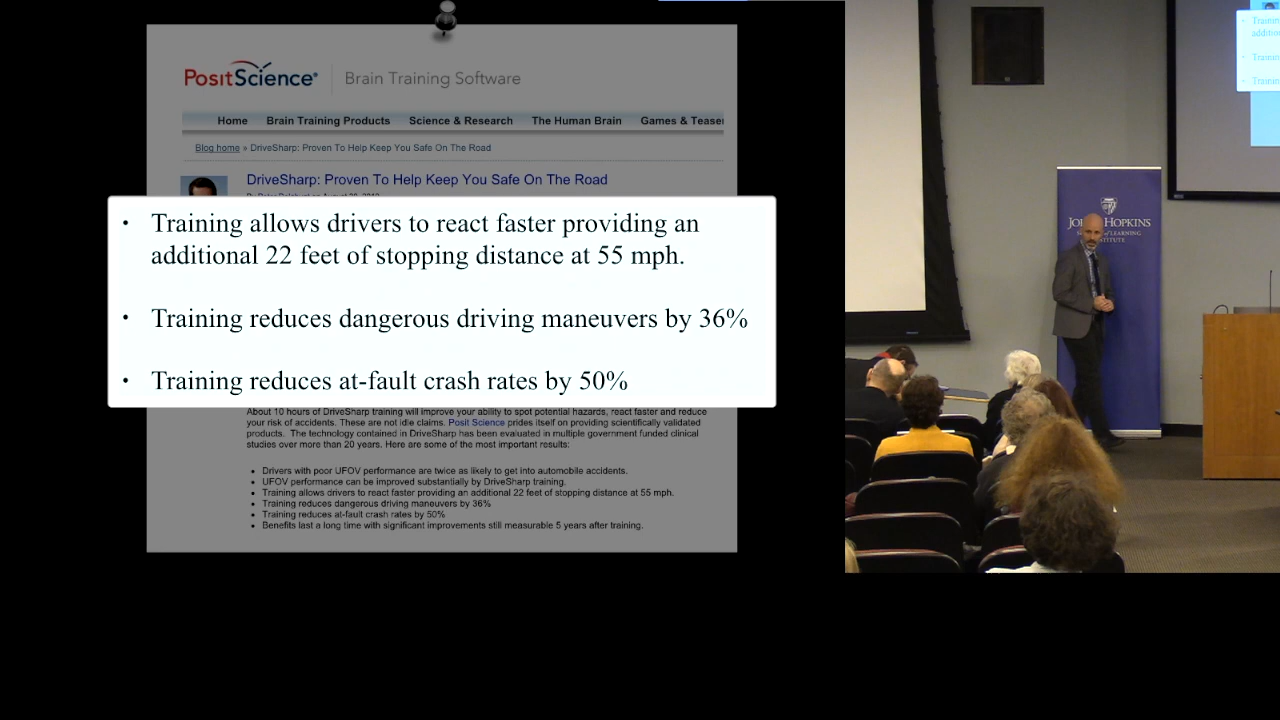 PositScience® Brain Training Software
Home Brain Training Products Science & Research The Human Brain Games & Teaser
Blog home » DriveSharp: Proven To Help Keep You Safe On The Road
DriveSharp: Proven To Help Keep You Safe On The Road
• Training allows drivers to react faster providing an
additional 22 feet of stopping distance at 55 mph.
• Training reduces dangerous driving maneuvers by 36%
• Training reduces at-fault crash rates by 50%
About 10 hours of DriveSharp training will improve your ability to spot potential hazards, react faster and reduce
your risk of accidents. These are not idle claims. Posit Science prides itself on providing scientifically validated
products. The technology contained in DriveSharp has been evaluated in multiple government funded clinical
studies over more than 20 years. Here are some of the most important results:
• Drivers with poor UFOV performance are twice as likely to get into automobile accidents.
• UFOV performance can be improved substantially by DriveSharp training.
• Training allows drivers to react faster providing an additional 22 feet of stopping distance at 55 mph.
• Training reduces dangerous driving maneuvers by 36%
• Training reduces at-fault crash rates by 50%
• Benefits last a long time with significant improvements still measurable 5 years after training.
HOPKINS
of LEARNING